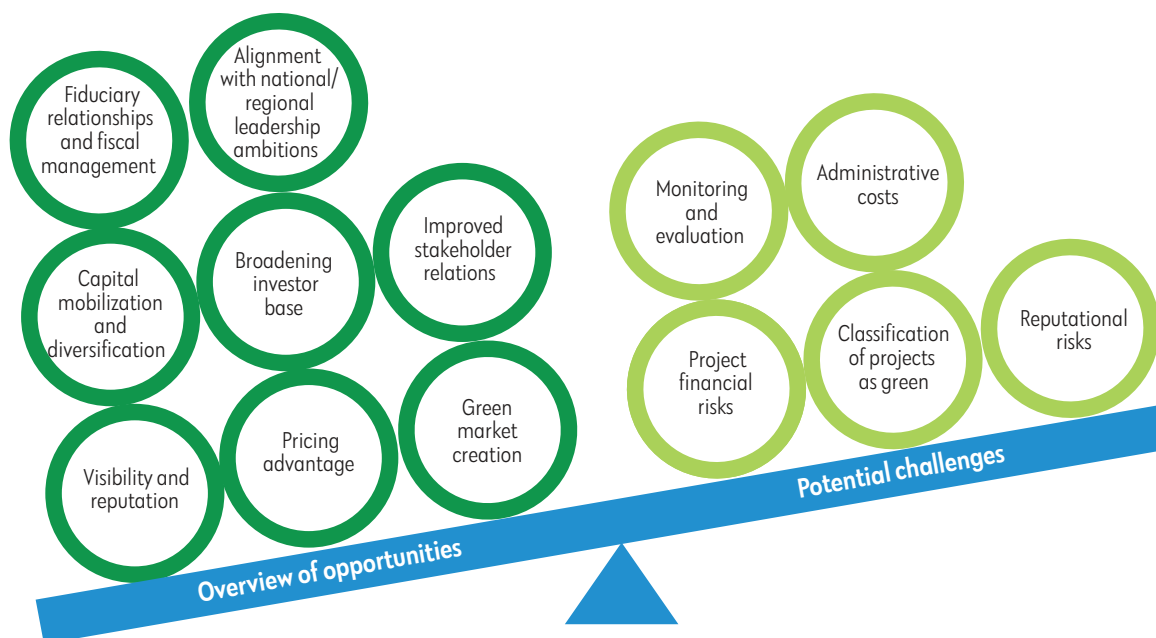 Fiduciary
relationships
and fiscal
management
Alignment
with national/
regional
leadership
ambitions
Capital
mobilization
and
diversification
Broadening
investor
base
Improved
stakeholder
relations
Visibility and
reputation
Pricing
advantage
Green
market
creation
Overview of opportunities
Monitoring
and
evaluation
Administrative
costs
Project
financial
risks
Classification
of projects
as green
Reputational
risks
Potential challenges